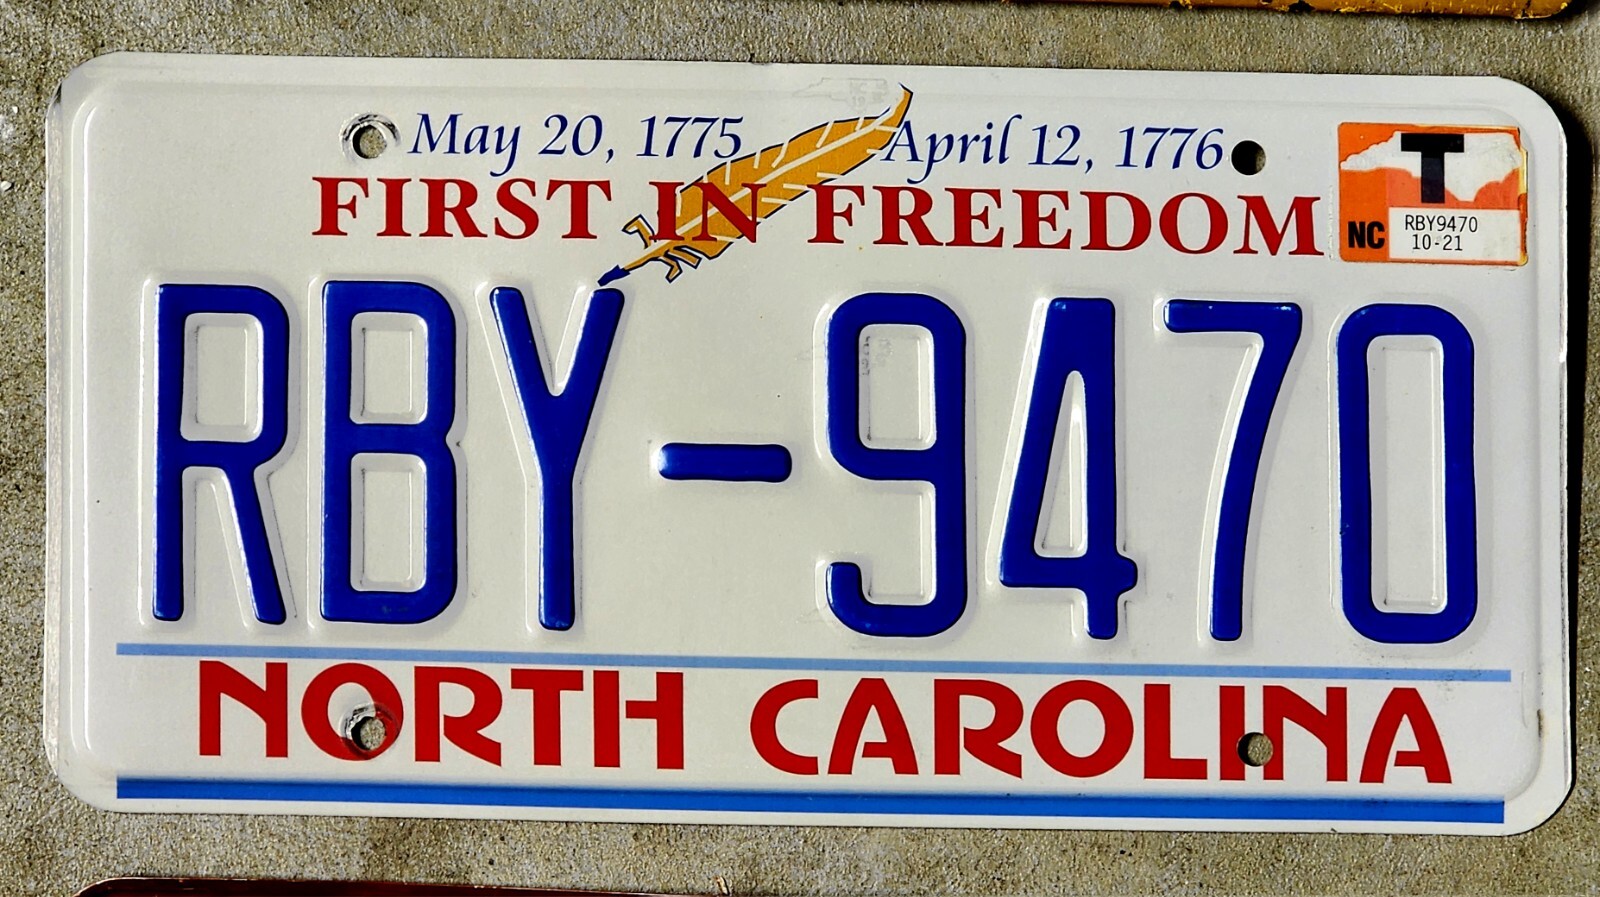 May 20, 1775 April 12, 1776
FIRST IN FREEDOM
T
NC RBY9470
10-21
RBY-9470
NORTH CAROLINA